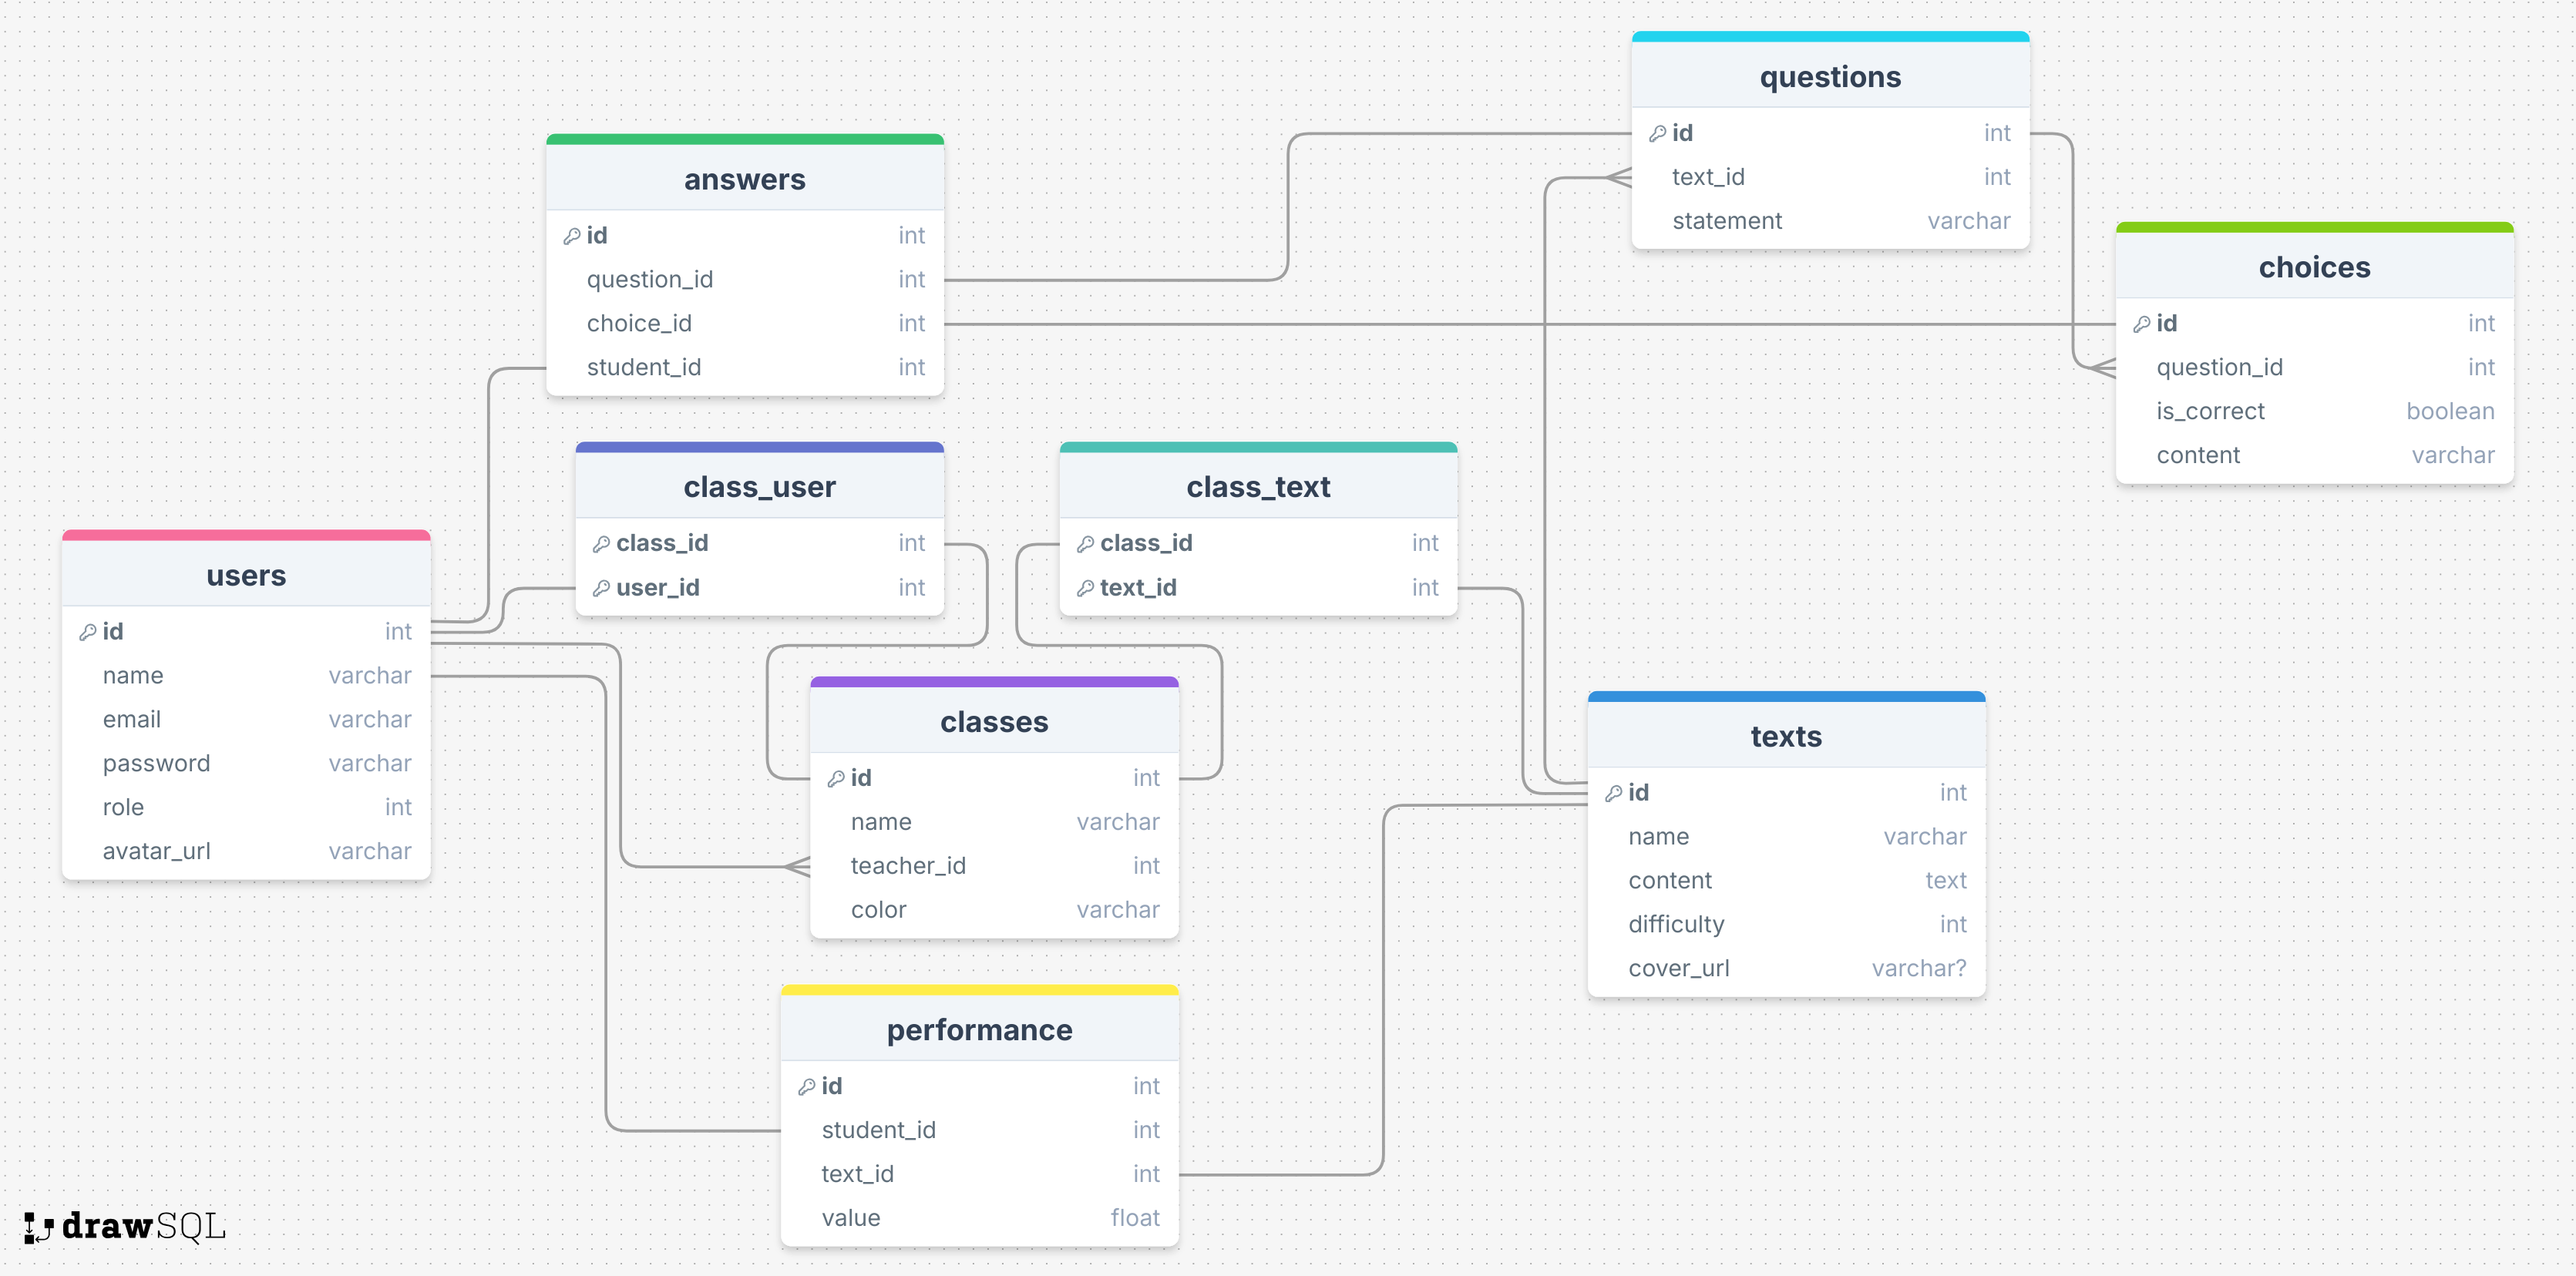 questions
id int
text_id int
statement varchar
answers
id int
question_id int
choice_id int
student_id int
choices
id int
question_id int
is_correct boolean
content varchar
class_user
class_id int
user_id int
class_text
class_id int
text_id int
users
id int
name varchar
email varchar
password varchar
role int
avatar_url varchar
classes
id int
name varchar
teacher_id int
color varchar
texts
id int
name varchar
content text
difficulty int
cover_url varchar?
performance
id int
student_id int
text_id int
value float
drawSQL